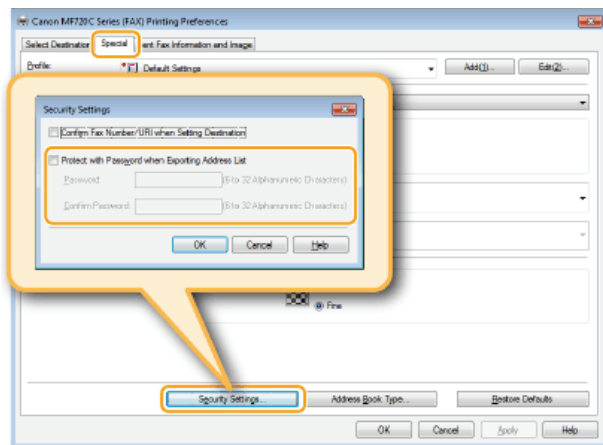 Canon MF720C Series (FAX) Printing Preferences
Select Destination Special ent Fax Information and Image
Profile: Default Settings Add(1)... Edit(2)...
Security Settings
Confirm Fax Number/URI when Setting Destination
Protect with Password when Exporting Address List
Password: (6 to 32 Alphanumeric Characters)
Confirm Password: (6 to 32 Alphanumeric Characters)
OK Cancel Help
Fine
Security Settings... Address Book Type... Restore Defaults
OK Cancel Apply Help